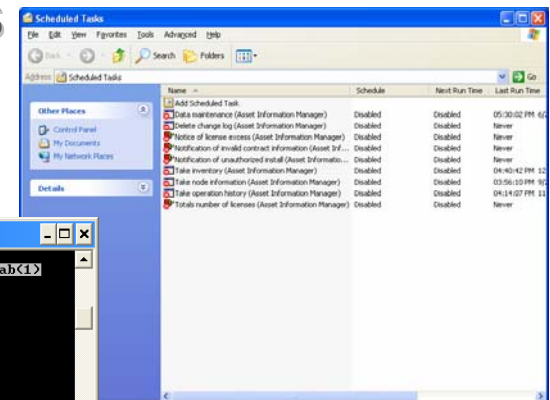 S
Scheduled Tasks
File Edit View Favorites Tools Advanced Help
Back Search Folders
Address Scheduled Tasks Go
Name Schedule Next Run Time Last Run Time
Add Scheduled Task
Data maintenance (Asset Information Manager) Disabled Disabled 05:30:02 PM 6/
Delete change log (Asset Information Manager) Disabled Disabled Never
Notice of license excess (Asset Information Manager) Disabled Disabled Never
Notification of invalid contract information (Asset Inf... Disabled Disabled Never
Notification of unauthorized install (Asset Informatio... Disabled Disabled Never
Take inventory (Asset Information Manager) Disabled Disabled 04:40:42 PM 12
Take node information (Asset Information Manager) Disabled Disabled 03:56:10 PM 9/
Take operation history (Asset Information Manager) Disabled Disabled 04:14:07 PM 11
Totals number of licenses (Asset Information Manager) Disabled Disabled Never
Other Places
Control Panel
My Documents
My Network Places
Details
ab(1)